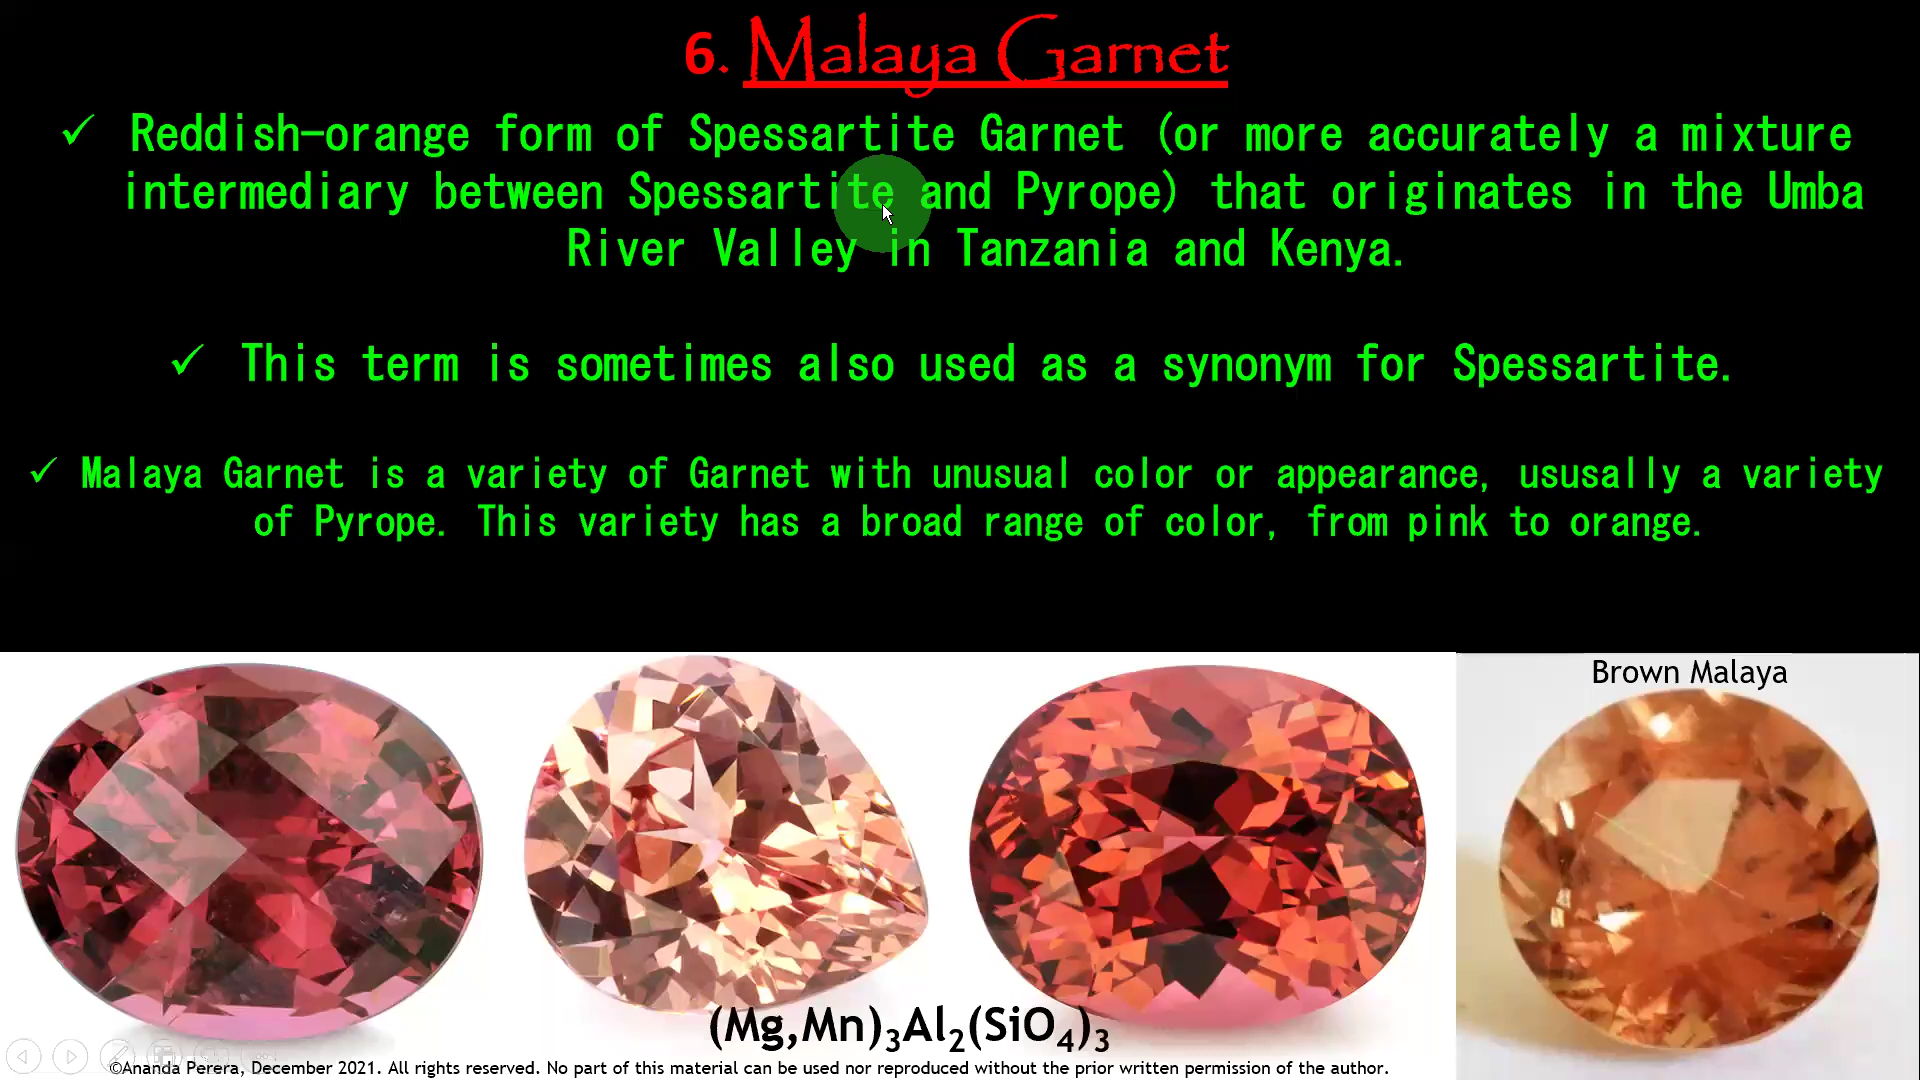 6. Malaya Garnet
✓ Reddish-orange form of Spessartite Garnet (or more accurately a mixture
intermediary between Spessartite and Pyrope) that originates in the Umba
River Valley in Tanzania and Kenya.
✓ This term is sometimes also used as a synonym for Spessartite.
✓ Malaya Garnet is a variety of Garnet with unusual color or appearance, ususally a variety
of Pyrope. This variety has a broad range of color, from pink to orange.
Brown Malaya
(Mg,Mn)₃Al₂(SiO₄)₃
©Ananda Perera, December 2021. All rights reserved. No part of this material can be used nor reproduced without the prior written permission of the author.